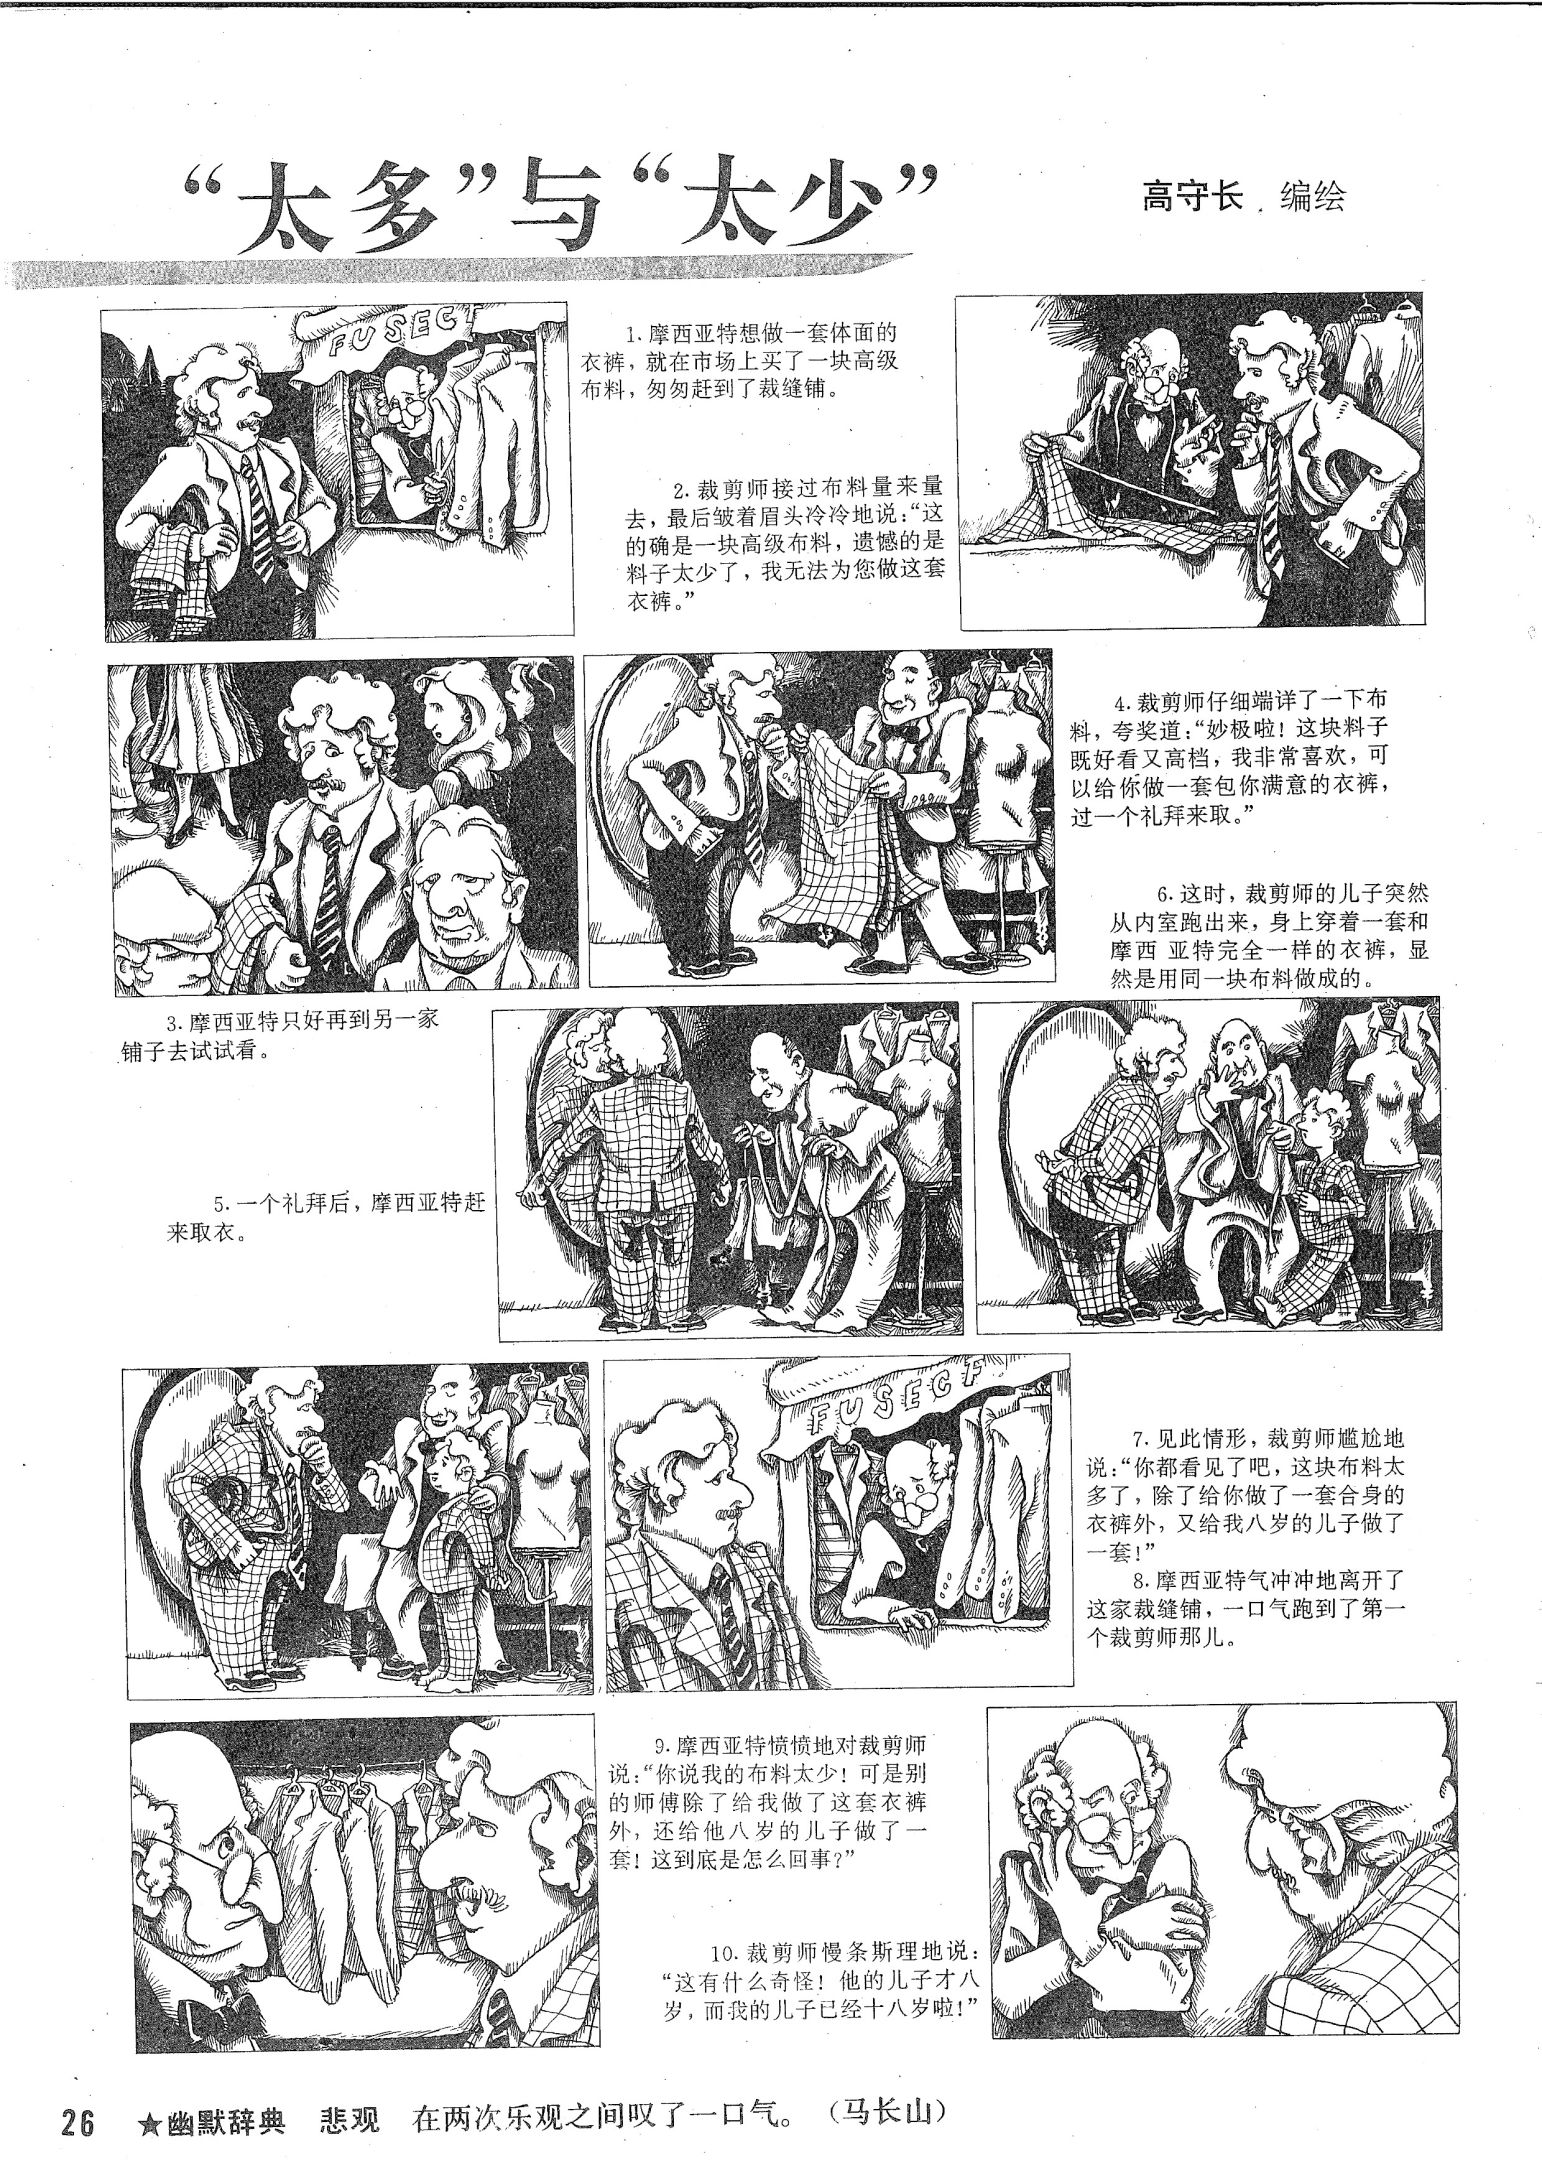 “太多”与“太少”
高守长 编绘
FUSECF
1.摩西亚特想做一套体面的
衣裤，就在市场上买了一块高级
布料，匆匆赶到了裁缝铺。
2.裁剪师接过布料量来量
去，最后皱着眉头冷冷地说：“这
的确是一块高级布料，遗憾的是
料子太少了，我无法为您做这套
衣裤。”
3.摩西亚特只好再到另一家
铺子去试试看。
4.裁剪师仔细端详了一下布
料，夸奖道：“妙极啦！这块料子
既好看又高档，我非常喜欢，可
以给你做一套包你满意的衣裤，
过一个礼拜来取。”
5.一个礼拜后，摩西亚特赶
来取衣。
6.这时，裁剪师的儿子突然
从内室跑出来，身上穿着一套和
摩西亚特完全一样的衣裤，显
然是用同一块布料做成的。
FUSECF
7.见此情形，裁剪师尴尬地
说：“你都看见了吧，这块布料太
多了，除了给你做了一套合身的
衣裤外，又给我八岁的儿子做了
一套！”
8.摩西亚特气冲冲地离开了
这家裁缝铺，一口气跑到了第一
个裁剪师那儿。
9.摩西亚特愤愤地对裁剪师
说：“你说我的布料太少！可是别
的师傅除了给我做了这套衣裤
外，还给他八岁的儿子做了一
套！这到底是怎么回事？”
10.裁剪师慢条斯理地说：
“这有什么奇怪！他的儿子才八
岁，而我的儿子已经十八岁啦！”
26 ★幽默辞典 悲观 在两次乐观之间叹了一口气。（马长山）